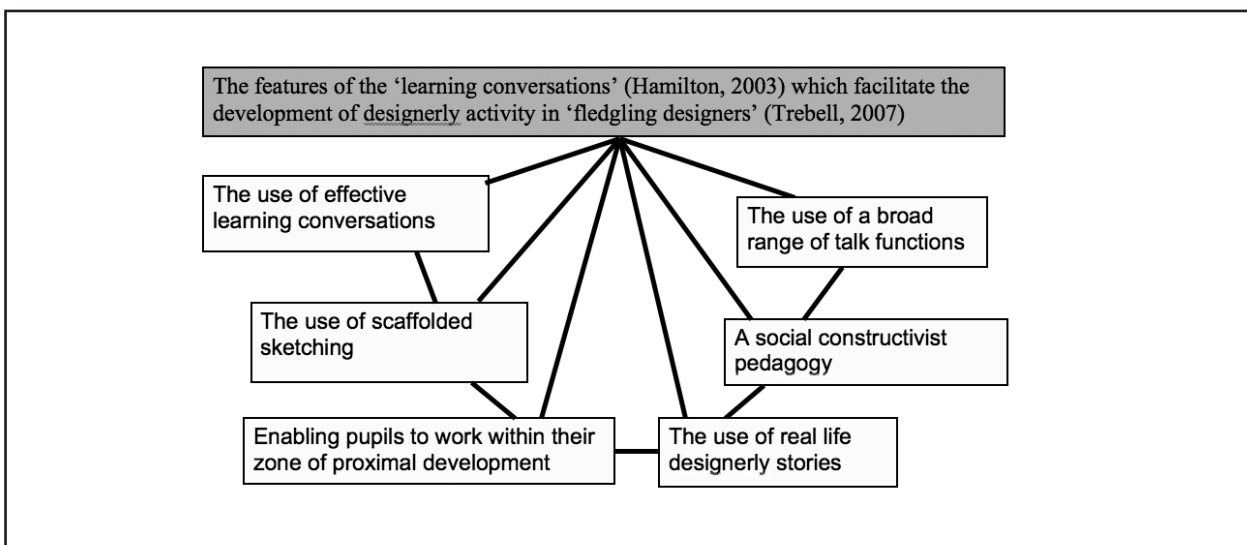 The features of the ‘learning conversations’ (Hamilton, 2003) which facilitate the
development of designerly activity in ‘fledgling designers’ (Trebell, 2007)
The use of effective
learning conversations
The use of a broad
range of talk functions
The use of scaffolded
sketching
A social constructivist
pedagogy
Enabling pupils to work within their
zone of proximal development
The use of real life
designerly stories